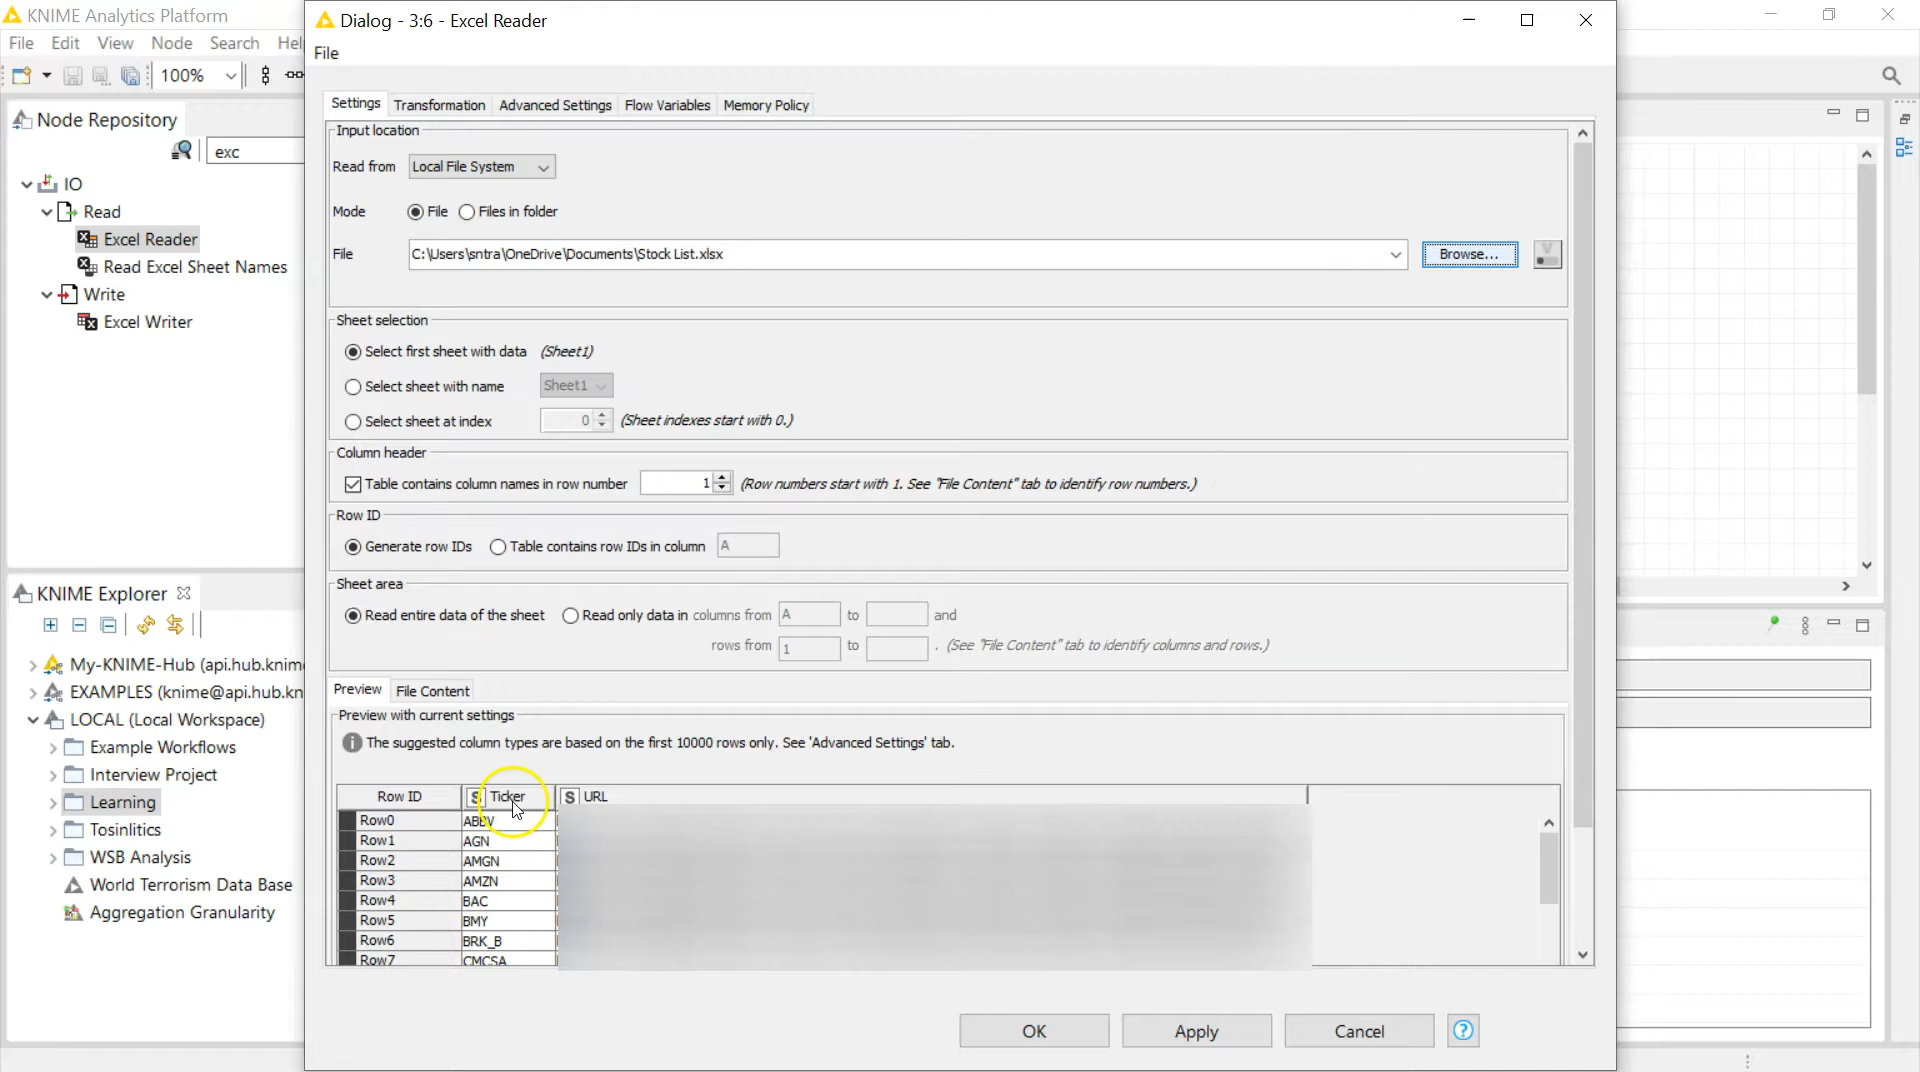 KNIME Analytics Platform
File Edit View Node Search Hel
100%
Node Repository
exc
IO
Read
Excel Reader
Read Excel Sheet Names
Write
Excel Writer
KNIME Explorer
My-KNIME-Hub (api.hub.knim
EXAMPLES (knime@api.hub.kn
LOCAL (Local Workspace)
Example Workflows
Interview Project
Learning
Tosinlitics
WSB Analysis
World Terrorism Data Base
Aggregation Granularity
Dialog - 3:6 - Excel Reader
File
Settings Transformation Advanced Settings Flow Variables Memory Policy
Input location
Read from Local File System
Mode File Files in folder
File C:\Users\sntra\OneDrive\Documents\Stock List.xlsx Browse... V
Sheet selection
Select first sheet with data (Sheet1)
Select sheet with name Sheet1
Select sheet at index 0 (Sheet indexes start with 0.)
Column header
Table contains column names in row number 1 (Row numbers start with 1. See "File Content" tab to identify row numbers.)
Row ID
Generate row IDs Table contains row IDs in column A
Sheet area
Read entire data of the sheet Read only data in columns from A to and
rows from 1 to . (See "File Content" tab to identify columns and rows.)
Preview File Content
Preview with current settings
The suggested column types are based on the first 10000 rows only. See 'Advanced Settings' tab.
Row ID S Ticker S URL
Row0 ABBV
Row1 AGN
Row2 AMGN
Row3 AMZN
Row4 BAC
Row5 BMY
Row6 BRK_B
Row7 CMCSA
OK Apply Cancel ?